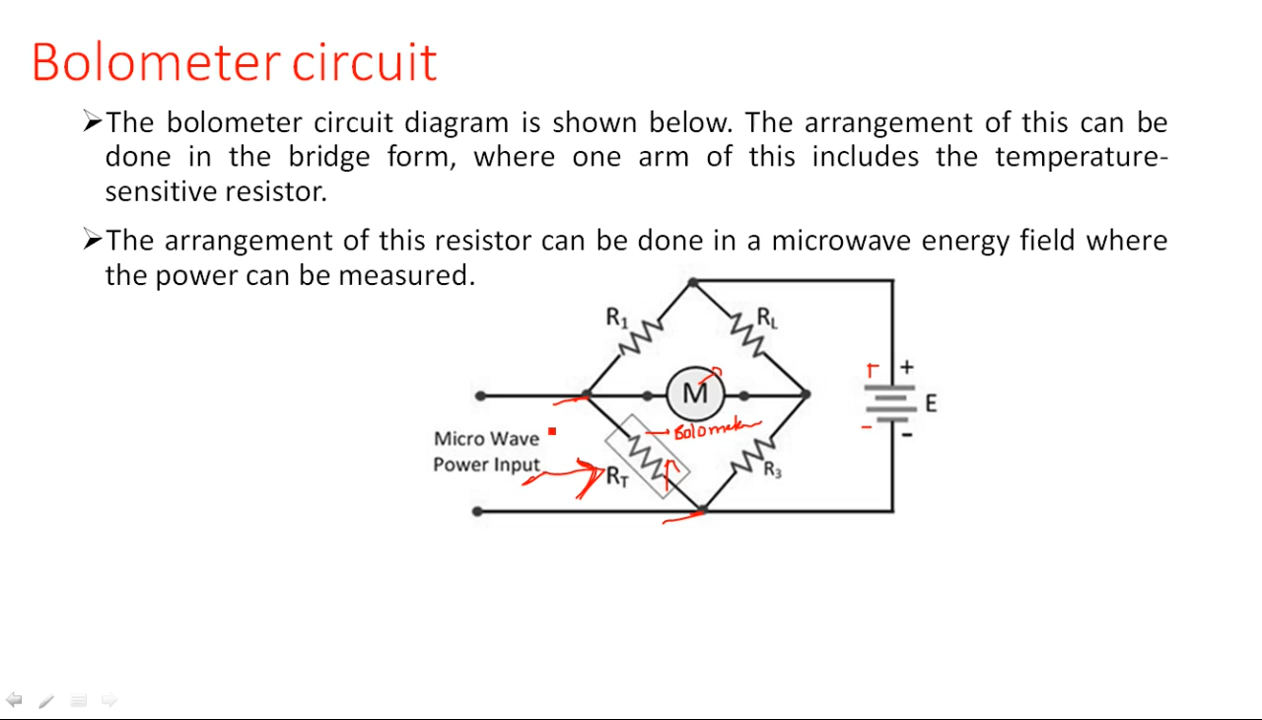 Bolometer circuit
➢The bolometer circuit diagram is shown below. The arrangement of this can be
done in the bridge form, where one arm of this includes the temperature-
sensitive resistor.
➢The arrangement of this resistor can be done in a microwave energy field where
the power can be measured.
R1
RL
+
+
M
E
Bolometer
-
-
Micro Wave
Power Input
RT
R3